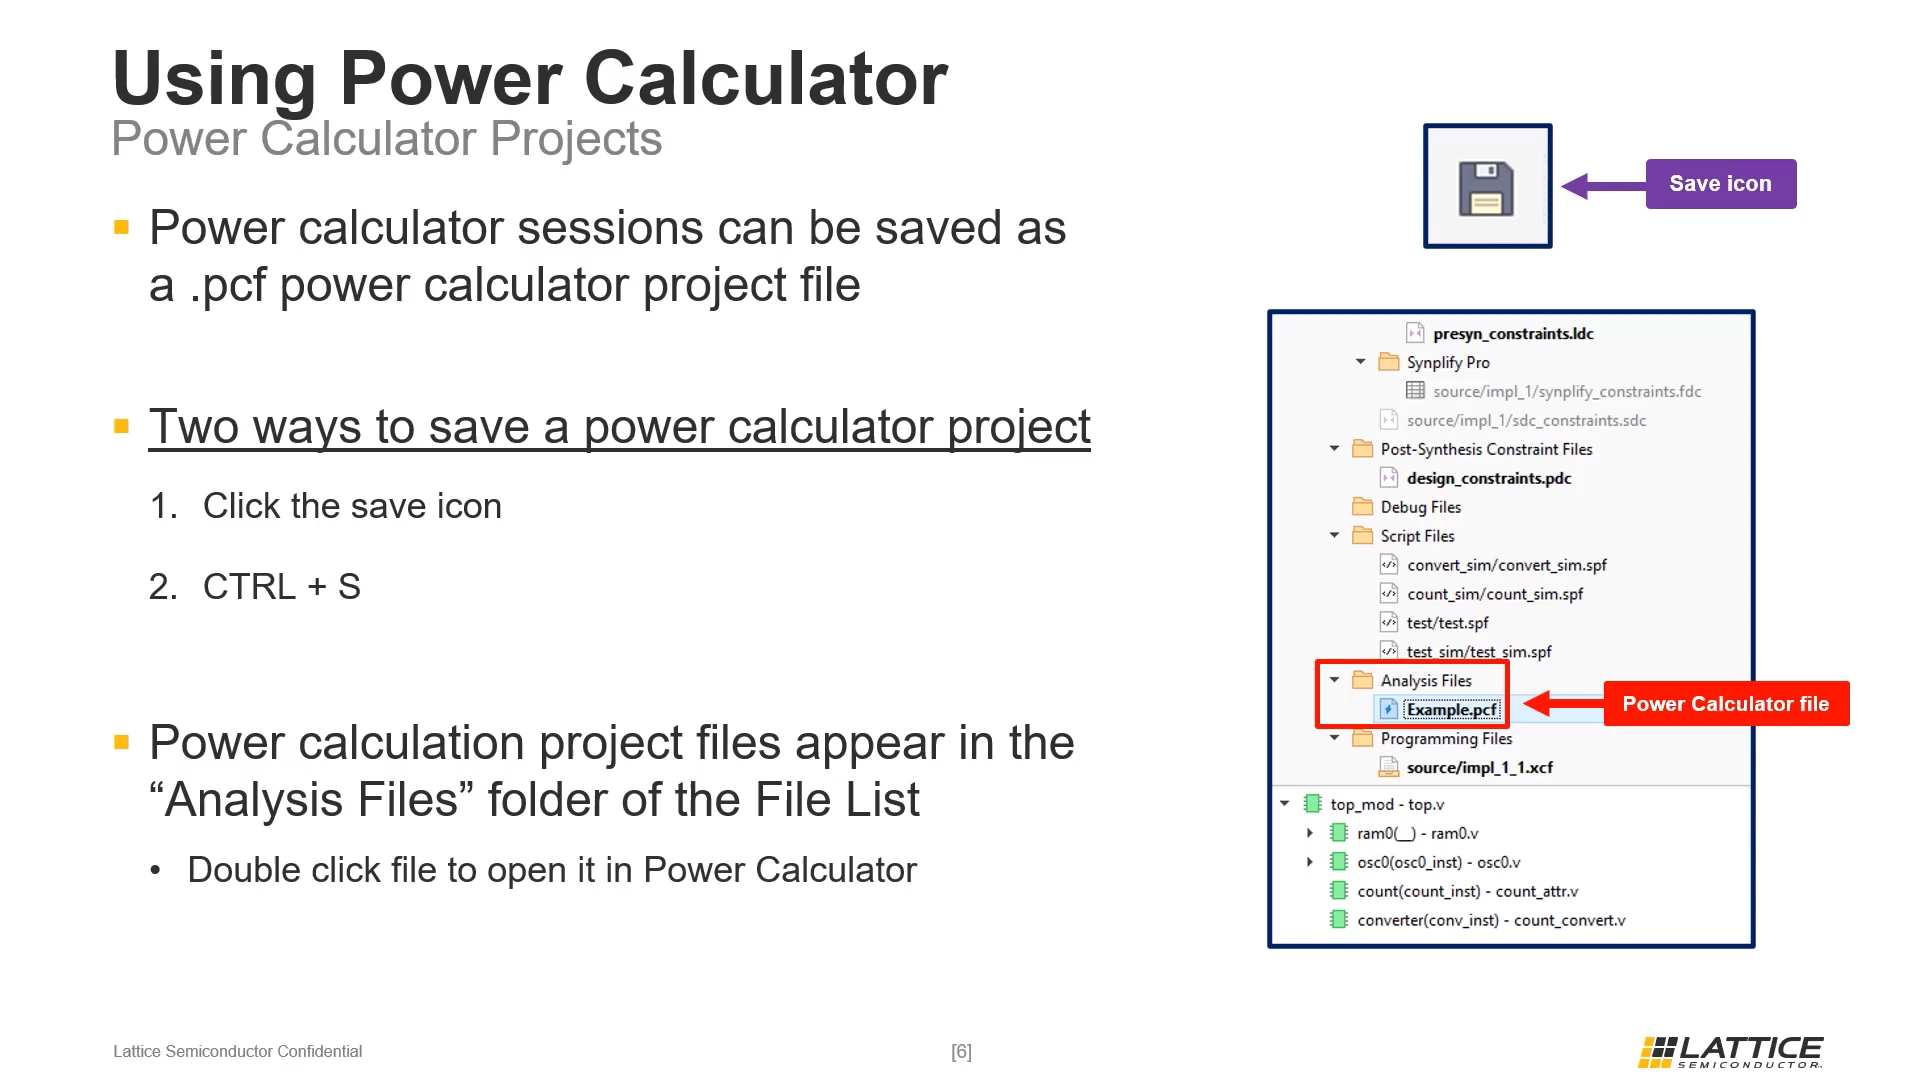 Using Power Calculator
Power Calculator Projects
Power calculator sessions can be saved as
a .pcf power calculator project file
Two ways to save a power calculator project
1. Click the save icon
2. CTRL + S
Power calculation project files appear in the
“Analysis Files” folder of the File List
• Double click file to open it in Power Calculator
Save icon
presyn_constraints.ldc
Synplify Pro
source/impl_1/synplify_constraints.fdc
source/impl_1/sdc_constraints.sdc
Post-Synthesis Constraint Files
design_constraints.pdc
Debug Files
Script Files
convert_sim/convert_sim.spf
count_sim/count_sim.spf
test/test.spf
test_sim/test_sim.spf
Analysis Files
Example.pcf
Power Calculator file
Programming Files
source/impl_1_1.xcf
top_mod - top.v
ram0(__) - ram0.v
osc0(osc0_inst) - osc0.v
count(count_inst) - count_attr.v
converter(conv_inst) - count_convert.v
Lattice Semiconductor Confidential
[6]
LATTICE
SEMICONDUCTOR